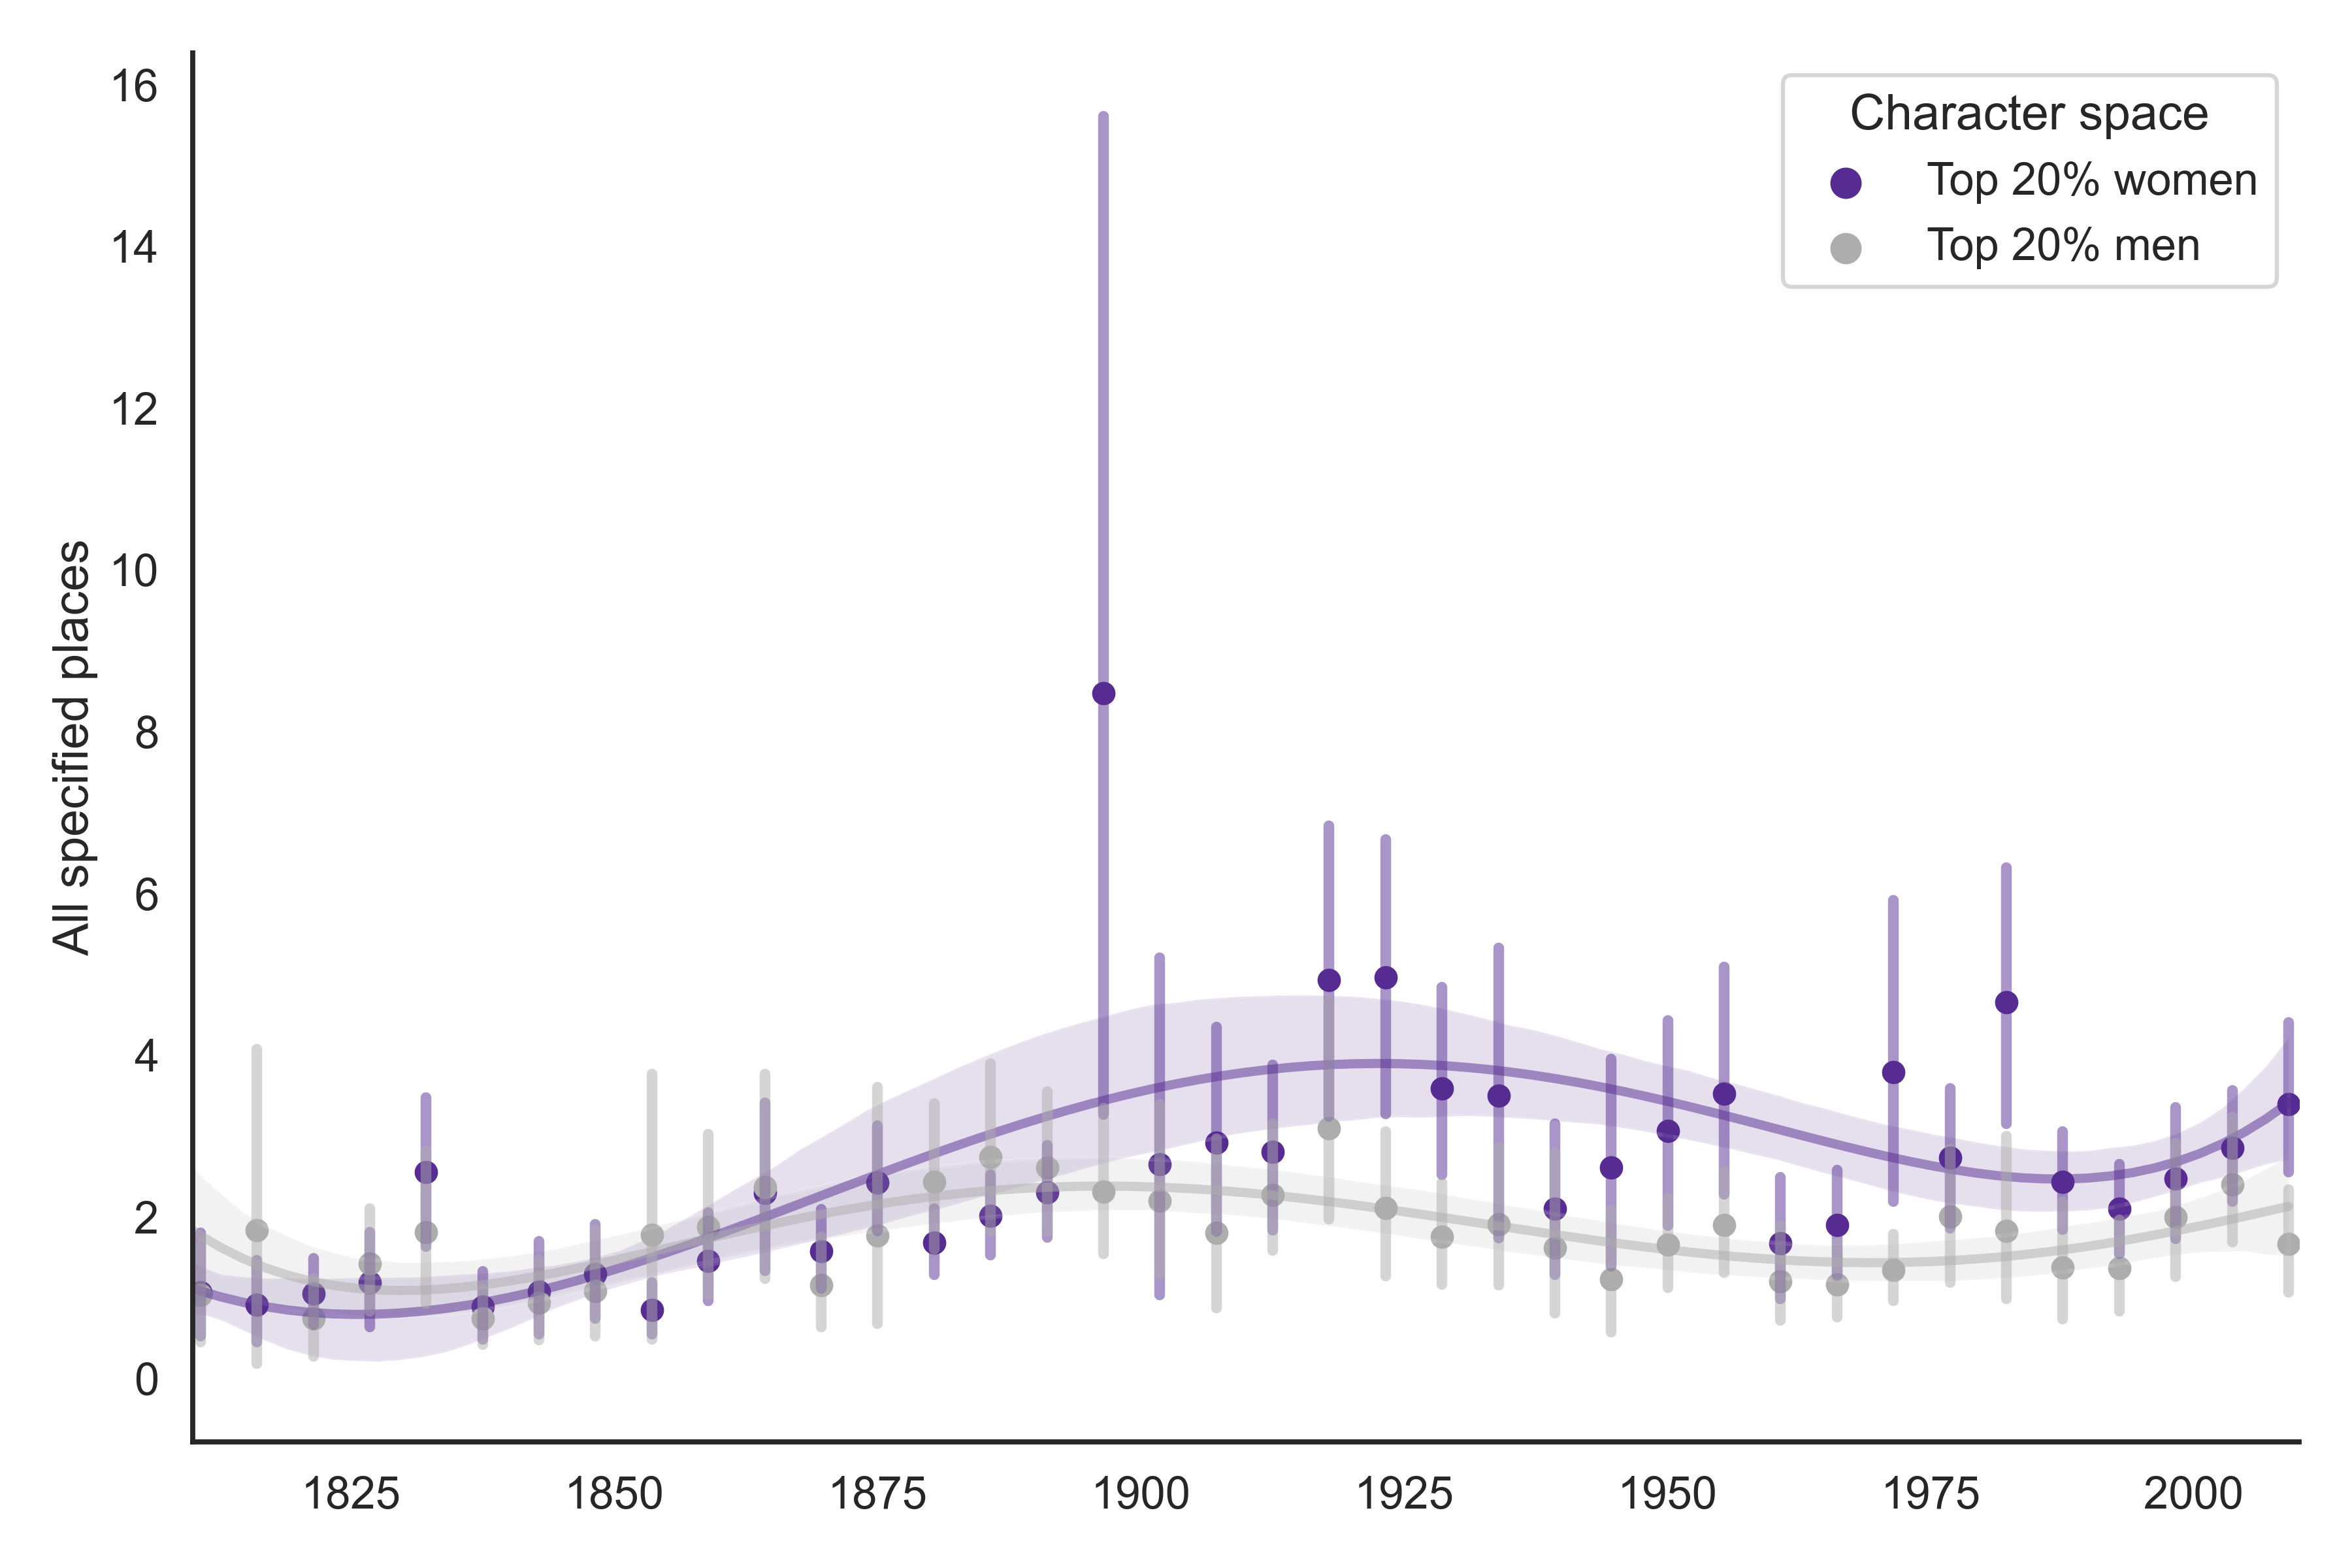 16
14
12
10
8
6
4
2
0
All specified places
Character space
Top 20% women
Top 20% men
1825 1850 1875 1900 1925 1950 1975 2000